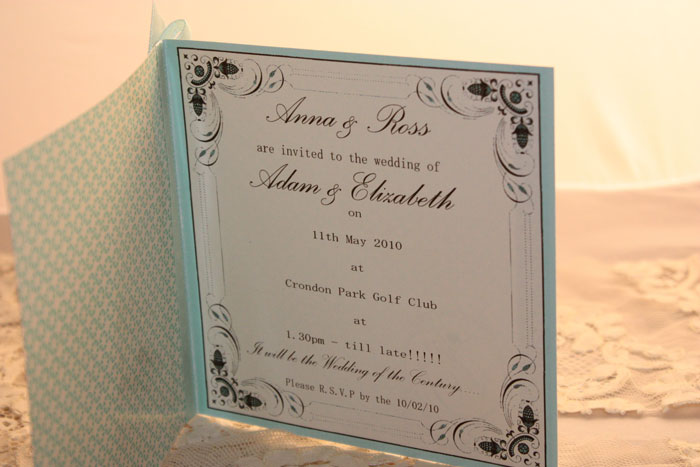 Anna & Ross
are invited to the wedding of
Adam & Elizabeth
on
11th May 2010
at
Crondon Park Golf Club
at
1.30pm - till late!!!!!
It will be the Wedding of the Century....
Please R.S.V.P by the 10/02/10